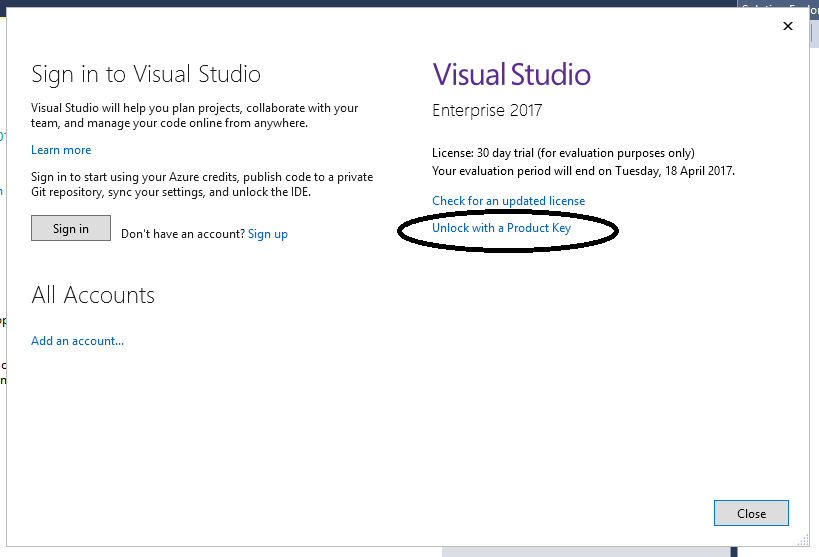 Sign in to Visual Studio
Visual Studio will help you plan projects, collaborate with your
team, and manage your code online from anywhere.
Learn more
Sign in to start using your Azure credits, publish code to a private
Git repository, sync your settings, and unlock the IDE.
Sign in
Don't have an account? Sign up
All Accounts
Add an account...
Visual Studio
Enterprise 2017
License: 30 day trial (for evaluation purposes only)
Your evaluation period will end on Tuesday, 18 April 2017.
Check for an updated license
Unlock with a Product Key
Close